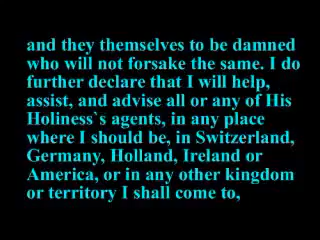 and they themselves to be damned
who will not forsake the same. I do
further declare that I will help,
assist, and advise all or any of His
Holiness`s agents, in any place
where I should be, in Switzerland,
Germany, Holland, Ireland or
America, or in any other kingdom
or territory I shall come to,